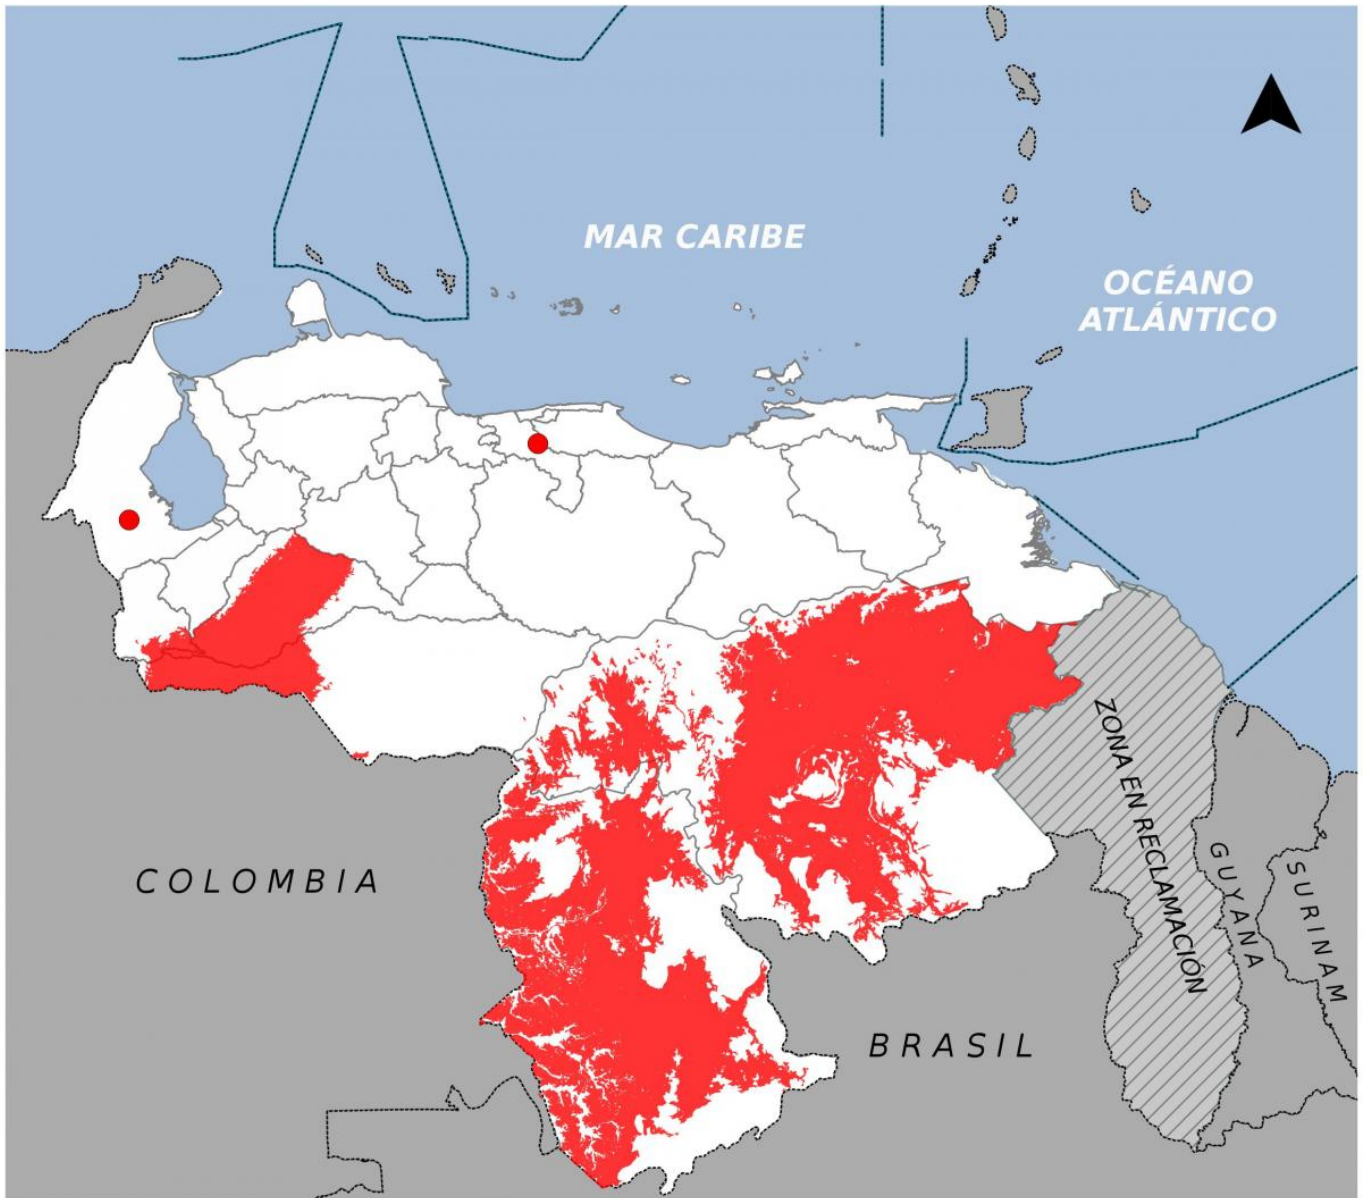 MAR CARIBE
OCÉANO
ATLÁNTICO
ZONA EN RECLAMACIÓN
GUYANA
SURINAM
COLOMBIA
BRASIL